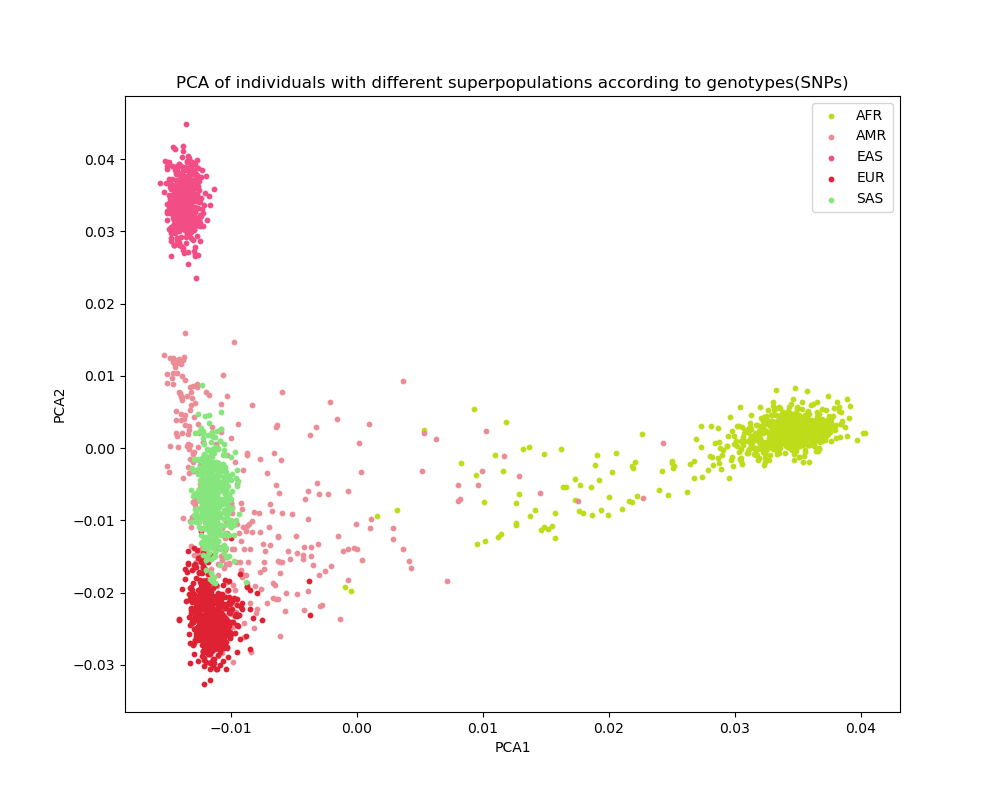 PCA of individuals with different superpopulations according to genotypes(SNPs)
AFR
AMR
EAS
EUR
SAS
PCA2
0.04
0.03
0.02
0.01
0.00
−0.01
−0.02
−0.03
−0.01 0.00 0.01 0.02 0.03 0.04
PCA1